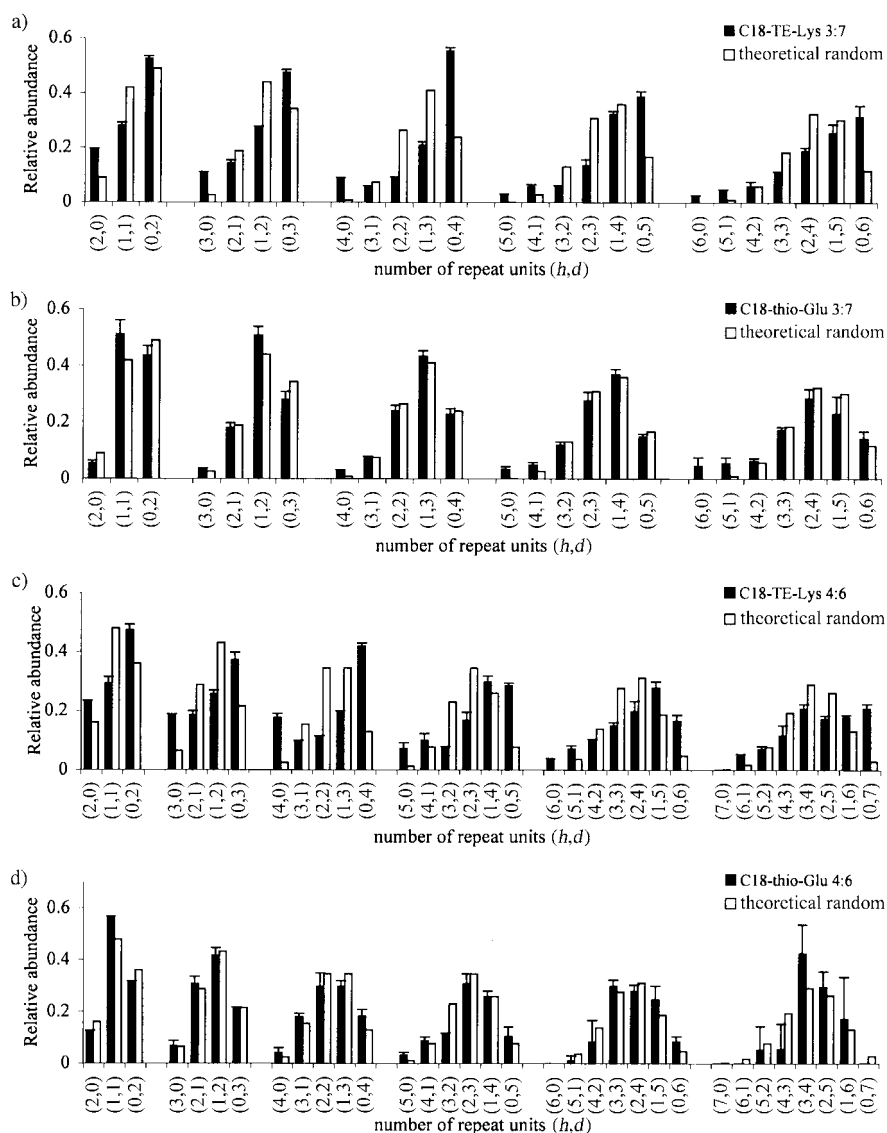 a)
C18-TE-Lys 3:7
theoretical random
Relative abundance
0.6
0.4
0.2
0
(2,0) (1,1) (0,2) (3,0) (2,1) (1,2) (0,3) (4,0) (3,1) (2,2) (1,3) (0,4) (5,0) (4,1) (3,2) (2,3) (1,4) (0,5) (6,0) (5,1) (4,2) (3,3) (2,4) (1,5) (0,6)
number of repeat units (h,d)
b)
C18-thio-Glu 3:7
theoretical random
Relative abundance
0.6
0.4
0.2
0
(2,0) (1,1) (0,2) (3,0) (2,1) (1,2) (0,3) (4,0) (3,1) (2,2) (1,3) (0,4) (5,0) (4,1) (3,2) (2,3) (1,4) (0,5) (6,0) (5,1) (4,2) (3,3) (2,4) (1,5) (0,6)
number of repeat units (h,d)
c)
C18-TE-Lys 4:6
theoretical random
Relative abundance
0.6
0.4
0.2
0
(2,0) (1,1) (0,2) (3,0) (2,1) (1,2) (0,3) (4,0) (3,1) (2,2) (1,3) (0,4) (5,0) (4,1) (3,2) (2,3) (1,4) (0,5) (6,0) (5,1) (4,2) (3,3) (2,4) (1,5) (0,6) (7,0) (6,1) (5,2) (4,3) (3,4) (2,5) (1,6) (0,7)
number of repeat units (h,d)
d)
C18-thio-Glu 4:6
theoretical random
Relative abundance
0.6
0.4
0.2
0
(2,0) (1,1) (0,2) (3,0) (2,1) (1,2) (0,3) (4,0) (3,1) (2,2) (1,3) (0,4) (5,0) (4,1) (3,2) (2,3) (1,4) (0,5) (6,0) (5,1) (4,2) (3,3) (2,4) (1,5) (0,6) (7,0) (6,1) (5,2) (4,3) (3,4) (2,5) (1,6) (0,7)
number of repeat units (h,d)